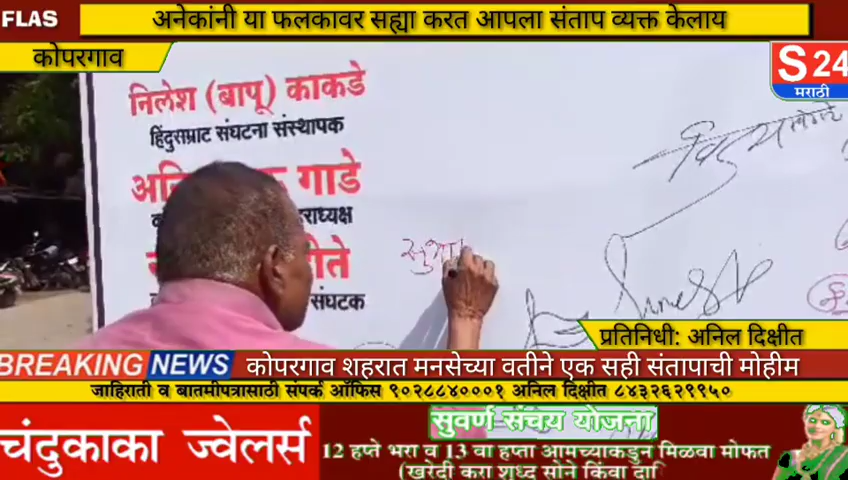 FLAS
अनेकांनी या फलकावर सह्या करत आपला संताप व्यक्त केलाय
कोपरगाव
S24
मराठी
निलेश (बापू) काकडे
हिंदुसम्राट संघटना संस्थापक
गाडे
संघटक
प्रतिनिधी: अनिल दिक्षीत
BREAKING NEWS
कोपरगाव शहरात मनसेच्या वतीने एक सही संतापाची मोहीम
जाहिराती व बातमीपत्रासाठी संपर्क ऑफिस ९०२८८४०००१ अनिल दिक्षीत ८४३२६२९९५०
चंदुकाका ज्वेलर्स
सुवर्ण संचय योजना
12 हप्ते भरा व 13 वा हप्ता आमच्याकडुन मिळवा मोफत
(खरेदी करा शुध्द सोने किंवा दागि